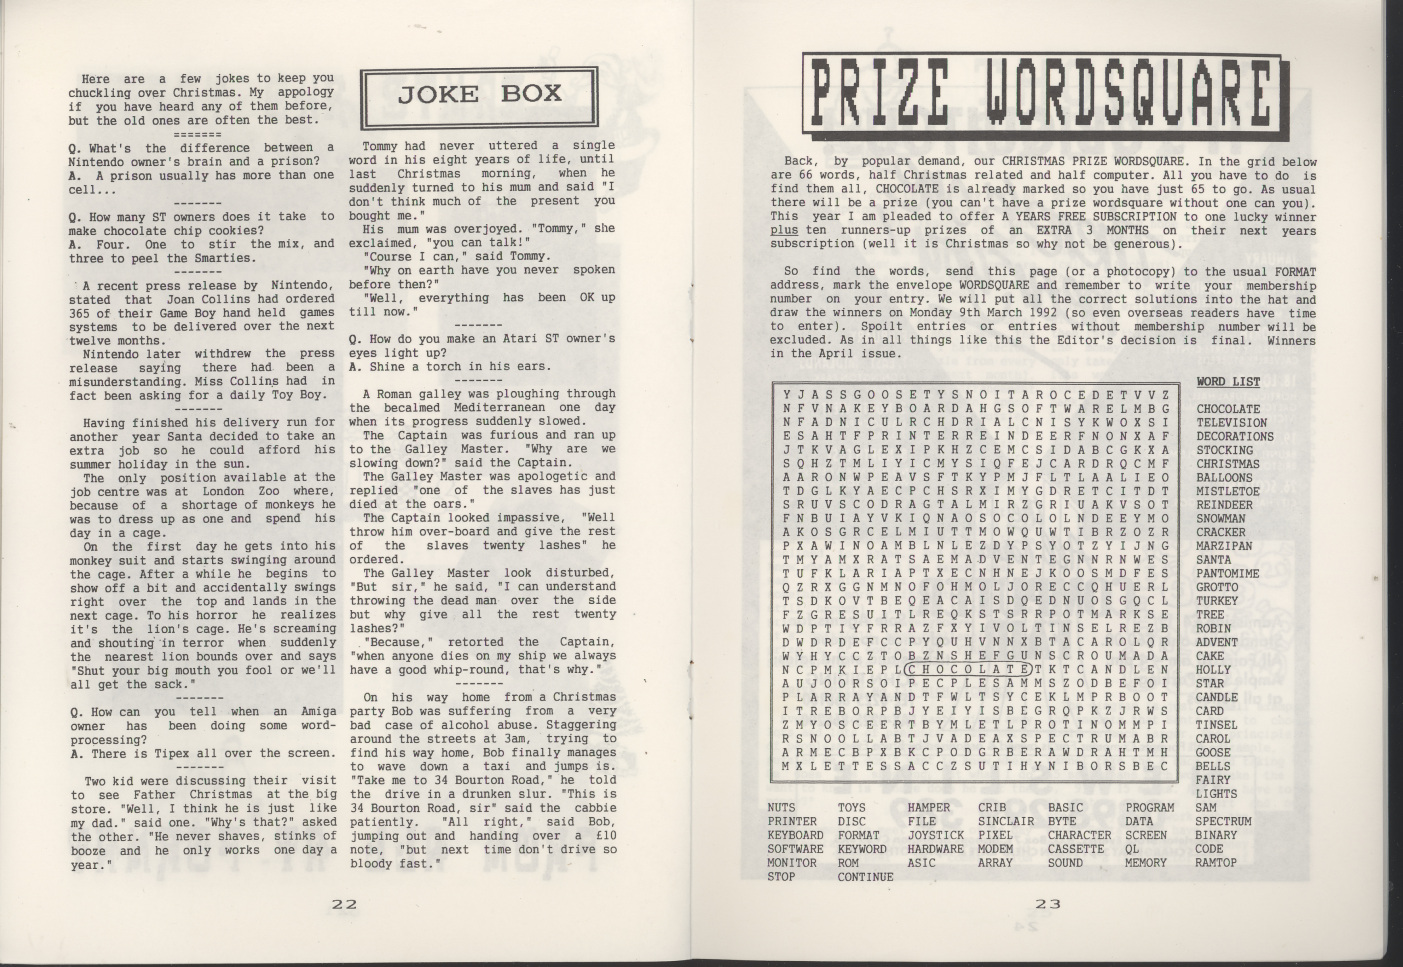 Here are a few jokes to keep you
chuckling over Christmas. My appology
if you have heard any of them before,
but the old ones are often the best.
=======
Q. What's the difference between a
Nintendo owner's brain and a prison?
A. A prison usually has more than one
cell...
-------
Q. How many ST owners does it take to
make chocolate chip cookies?
A. Four. One to stir the mix, and
three to peel the Smarties.
-------
A recent press release by Nintendo,
stated that Joan Collins had ordered
365 of their Game Boy hand held games
systems to be delivered over the next
twelve months.
Nintendo later withdrew the press
release saying there had been a
misunderstanding. Miss Collins had in
fact been asking for a daily Toy Boy.
-------
Having finished his delivery run for
another year Santa decided to take an
extra job so he could afford his
summer holiday in the sun.
The only position available at the
job centre was at London Zoo where,
because of a shortage of monkeys he
was to dress up as one and spend his
day in a cage.
On the first day he gets into his
monkey suit and starts swinging around
the cage. After a while he begins to
show off a bit and accidentally swings
right over the top and lands in the
next cage. To his horror he realizes
it's the lion's cage. He's screaming
and shouting in terror when suddenly
the nearest lion bounds over and says
"Shut your big mouth you fool or we'll
all get the sack."
-------
Q. How can you tell when an Amiga
owner has been doing some word-
processing?
A. There is Tipex all over the screen.
-------
Two kid were discussing their visit
to see Father Christmas at the big
store. "Well, I think he is just like
my dad." said one. "Why's that?" asked
the other. "He never shaves, stinks of
booze and he only works one day a
year."
JOKE BOX
Tommy had never uttered a single
word in his eight years of life, until
last Christmas morning, when he
suddenly turned to his mum and said "I
don't think much of the present you
bought me."
His mum was overjoyed. "Tommy," she
exclaimed, "you can talk!"
"Course I can," said Tommy.
"Why on earth have you never spoken
before then?"
"Well, everything has been OK up
till now."
-------
Q. How do you make an Atari ST owner's
eyes light up?
A. Shine a torch in his ears.
-------
A Roman galley was ploughing through
the becalmed Mediterranean one day
when its progress suddenly slowed.
The Captain was furious and ran up
to the Galley Master. "Why are we
slowing down?" said the Captain.
The Galley Master was apologetic and
replied "one of the slaves has just
died at the oars."
The Captain looked impassive, "Well
throw him over-board and give the rest
of the slaves twenty lashes" he
ordered.
The Galley Master look disturbed,
"But sir," he said, "I can understand
throwing the dead man over the side
but why give all the rest twenty
lashes?"
"Because," retorted the Captain,
"when anyone dies on my ship we always
have a good whip-round, that's why."
-------
On his way home from a Christmas
party Bob was suffering from a very
bad case of alcohol abuse. Staggering
around the streets at 3am, trying to
find his way home, Bob finally manages
to wave down a taxi and jumps is.
"Take me to 34 Bourton Road," he told
the drive in a drunken slur. "This is
34 Bourton Road, sir" said the cabbie
patiently. "All right," said Bob,
jumping out and handing over a £10
note, "but next time don't drive so
bloody fast."
22
PRIZE WORDSQUARE
Back, by popular demand, our CHRISTMAS PRIZE WORDSQUARE. In the grid below
are 66 words, half Christmas related and half computer. All you have to do is
find them all, CHOCOLATE is already marked so you have just 65 to go. As usual
there will be a prize (you can't have a prize wordsquare without one can you).
This year I am pleaded to offer A YEARS FREE SUBSCRIPTION to one lucky winner
plus ten runners-up prizes of an EXTRA 3 MONTHS on their next years
subscription (well it is Christmas so why not be generous).
So find the words, send this page (or a photocopy) to the usual FORMAT
address, mark the envelope WORDSQUARE and remember to write your membership
number on your entry. We will put all the correct solutions into the hat and
draw the winners on Monday 9th March 1992 (so even overseas readers have time
to enter). Spoilt entries or entries without membership number will be
excluded. As in all things like this the Editor's decision is final. Winners
in the April issue.
Y J A S S G O O S E T Y S N O I T A R O C E D E T V V Z
N F V N A K E Y B O A R D A H G S O F T W A R E L M B G
N F A D N I C U L R C H D R I A L C N I S Y K W O X S I
E S A H T F P R I N T E R R E I N D E E R F N O N X A F
J T K V A G L E X I P K H Z C E M C S I D A B C G K X A
S Q H Z T M L I Y I C M Y S I Q F E J C A R D R Q C M F
A A R O N W P E A V S F T K Y P M J F L T L A A L I E O
T D G L K Y A E C P C H S R X I M Y G D R E T C I T D T
S R U V S C O D R A G T A L M I R Z G R I U A K V S O T
F N B U I A Y V K I Q N A O S O C O L O L N D E E Y M O
A K O S G R C E L M I U T T M O W Q U W T I B R Z O Z R
P X A W I N O A M B L N L E Z D Y P S Y O T Z Y I J N G
T M Y A M X R A T S A E M A D V E N T E G N N R N W E S
T U F K L A R I A P T X E C N H N E J K O O S M D F E S
Q Z R X G G N M N O F O H M O L J O R E C C Q H U E R L
T S D K O V T B E Q E A C A I S D Q E D N U O S G Q C L
F Z G R E S U I T L R E Q K S T S R R P O T M A R K S E
W D P T I Y F R R A Z F X Y I V O L T I N S E L R E Z B
D W D R D E F C C P Y Q U H V N N X B T A C A R O L Q R
W Y H Y C C Z T O B Z N S H E F G U N S C R O U M A D A
N C P M K I E P L C H O C O L A T E T K T C A N D L E N
A U J O O R S O I P E C P L E S A M M S Z O D B E F O I
P L A R R A Y A N D T F W L T S Y C E K L M P R B O O T
I T R E B O R P B J Y E I Y I S B E G R Q P K Z J R W S
Z M Y O S C E E R T B Y M L E T L P R O T I N O M M P I
R S N O O L L A B T J V A D E A X S P E C T R U M A B R
A R M E C B P X B K C P O D G R B E R A W D R A H T M H
M X L E T T E S S A C C Z S U T I H Y N I B O R S B E C
WORD LIST
CHOCOLATE
TELEVISION
DECORATIONS
STOCKING
CHRISTMAS
BALLOONS
MISTLETOE
REINDEER
SNOWMAN
CRACKER
MARZIPAN
SANTA
PANTOMIME
GROTTO
TURKEY
TREE
ROBIN
ADVENT
CAKE
HOLLY
STAR
CANDLE
CARD
TINSEL
CAROL
GOOSE
BELLS
FAIRY
LIGHTS
NUTS TOYS HAMPER CRIB BASIC PROGRAM SAM
PRINTER DISC FILE SINCLAIR BYTE DATA SPECTRUM
KEYBOARD FORMAT JOYSTICK PIXEL CHARACTER SCREEN BINARY
SOFTWARE KEYWORD HARDWARE MODEM CASSETTE QL CODE
MONITOR ROM ASIC ARRAY SOUND MEMORY RAMTOP
STOP CONTINUE
23